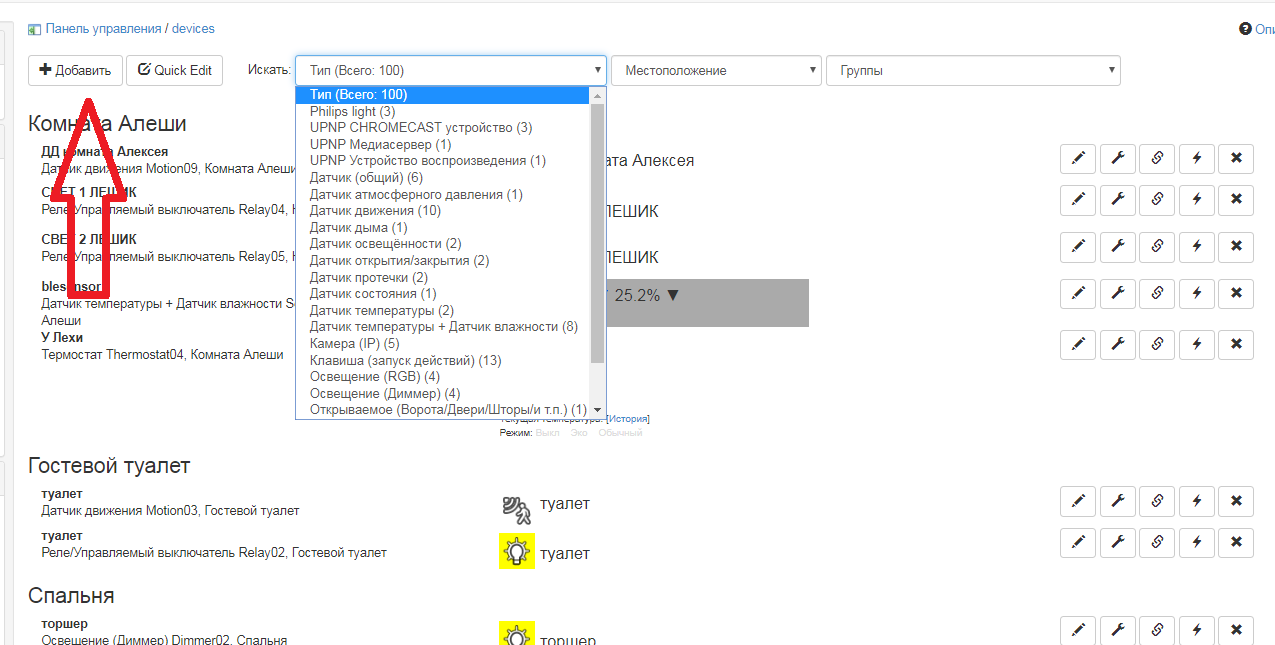 Панель управления / devices
Добавить
Quick Edit
Искать:
Тип (Всего: 100)
Местоположение
Группы
Тип (Всего: 100)
Philips light (3)
UPNP CHROMECAST устройство (3)
UPNP Медиасервер (1)
UPNP Устройство воспроизведения (1)
Датчик (общий) (6)
Датчик атмосферного давления (1)
Датчик движения (10)
Датчик дыма (1)
Датчик освещённости (2)
Датчик открытия/закрытия (2)
Датчик протечки (2)
Датчик состояния (1)
Датчик температуры (2)
Датчик температуры + Датчик влажности (8)
Камера (IP) (5)
Клавиша (запуск действий) (13)
Освещение (RGB) (4)
Освещение (Диммер) (4)
Открываемое (Ворота/Двери/Шторы/и т.п.) (1)
Комната Алеши
ДД комната Алексея
Датчик движения Motion09, Комната Алеши
Алексея
СВЕТ 1 ЛЕШИК
Реле/Управляемый выключатель Relay04,
ЛЕШИК
СВЕТ 2 ЛЕШИК
Реле/Управляемый выключатель Relay05,
ЛЕШИК
Датчик температуры + Датчик влажности
Алеши
25.2% ▼
У Лехи
Термостат Thermostat04, Комната Алеши
Текущая температура: [История]
Режим: Выкл Эко Обычный
Гостевой туалет
туалет
Датчик движения Motion03, Гостевой туалет
туалет
туалет
Реле/Управляемый выключатель Relay02, Гостевой туалет
туалет
Спальня
торшер
Освещение (Диммер) Dimmer02, Спальня
торшер